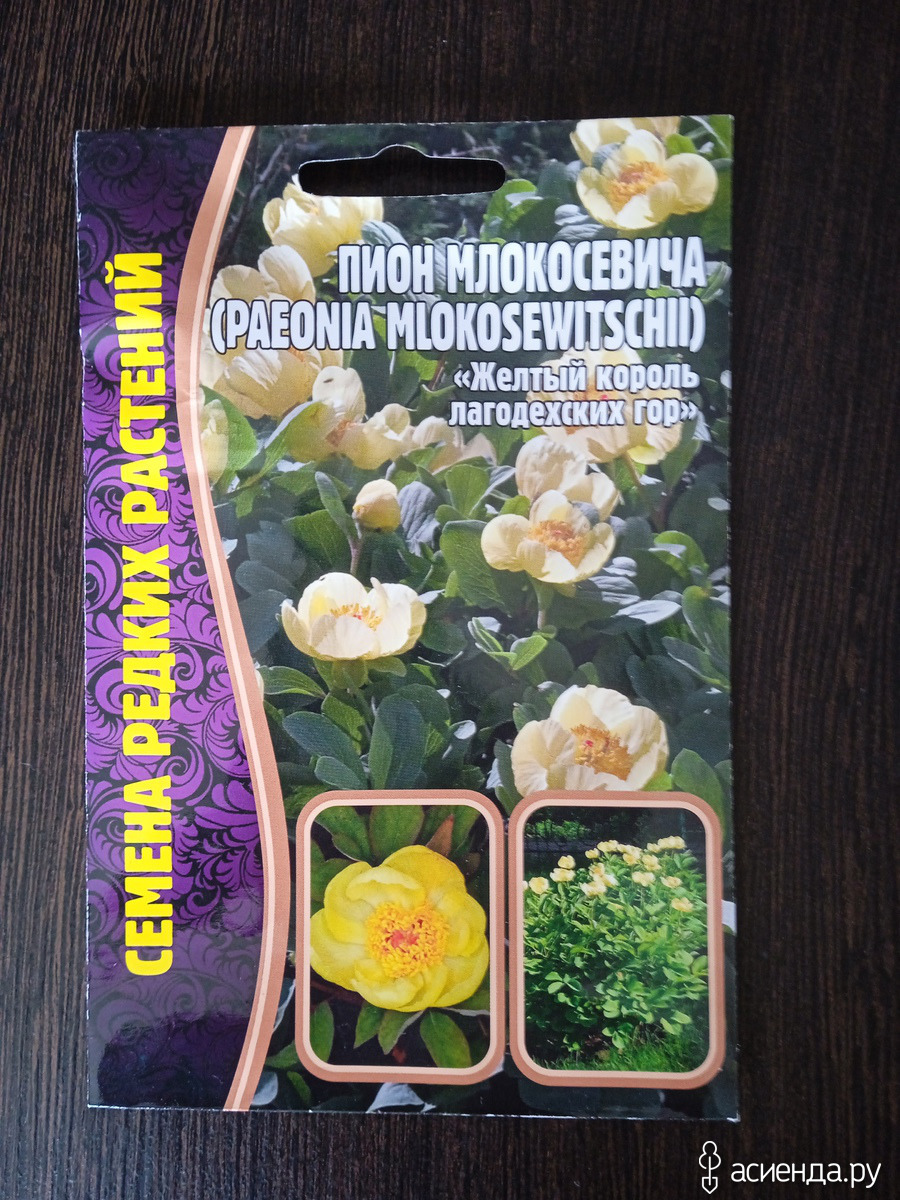 ПИОН МЛОКОСЕВИЧА
(PAEONIA MLOKOSEWITSCHII)
«Желтый король
лагодехских гор»
СЕМЕНА РЕДКИХ РАСТЕНИЙ
асиенда.ру